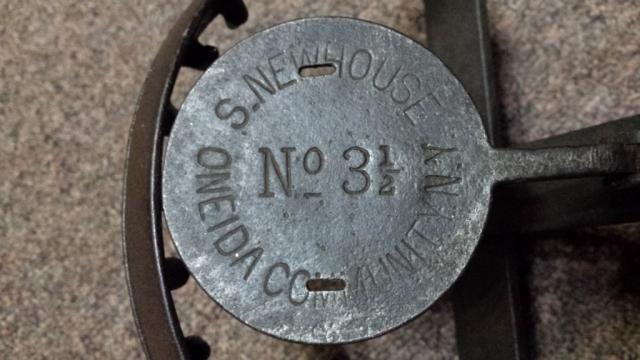 S. NEWHOUSE
No 3½
ONEIDA COMMUNITY N.Y.